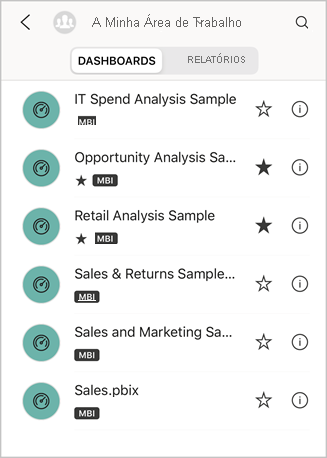 A Minha Área de Trabalho
DASHBOARDS
RELATÓRIOS
IT Spend Analysis Sample
MBI
Opportunity Analysis Sa...
MBI
Retail Analysis Sample
MBI
Sales & Returns Sample...
MBI
Sales and Marketing Sa...
MBI
Sales.pbix
MBI